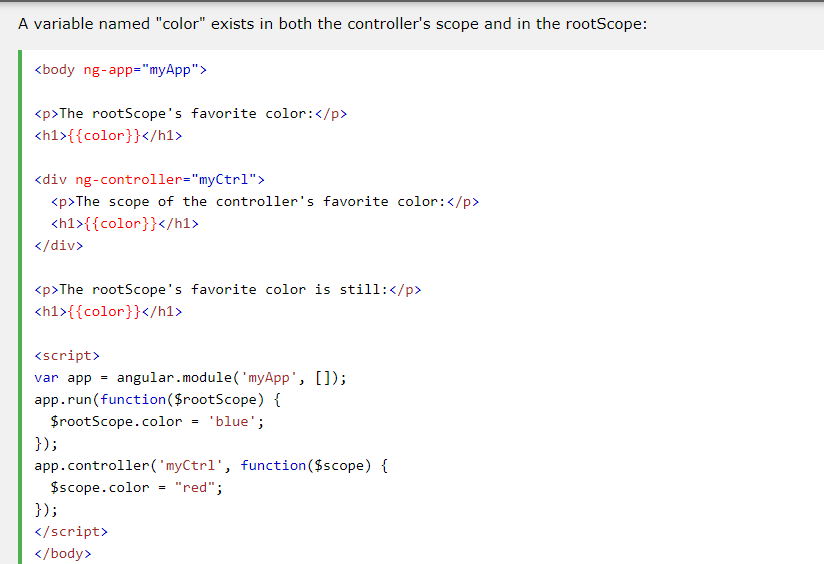 A variable named "color" exists in both the controller's scope and in the rootScope:
<body ng-app="myApp">
<p>The rootScope's favorite color:</p>
<h1>{{color}}</h1>
<div ng-controller="myCtrl">
  <p>The scope of the controller's favorite color:</p>
  <h1>{{color}}</h1>
</div>
<p>The rootScope's favorite color is still:</p>
<h1>{{color}}</h1>
<script>
var app = angular.module('myApp', []);
app.run(function($rootScope) {
  $rootScope.color = 'blue';
});
app.controller('myCtrl', function($scope) {
  $scope.color = "red";
});
</script>
</body>